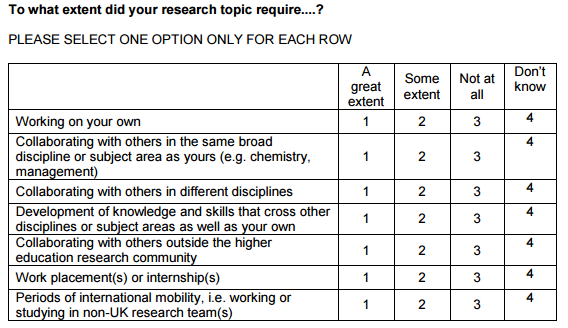 To what extent did your research topic require....?
PLEASE SELECT ONE OPTION ONLY FOR EACH ROW
A great extent Some extent Not at all Don't know
Working on your own 1 2 3 4
Collaborating with others in the same broad
discipline or subject area as yours (e.g. chemistry,
management) 1 2 3 4
Collaborating with others in different disciplines 1 2 3 4
Development of knowledge and skills that cross other
disciplines or subject areas as well as your own 1 2 3 4
Collaborating with others outside the higher
education research community 1 2 3 4
Work placement(s) or internship(s) 1 2 3 4
Periods of international mobility, i.e. working or
studying in non-UK research team(s) 1 2 3 4